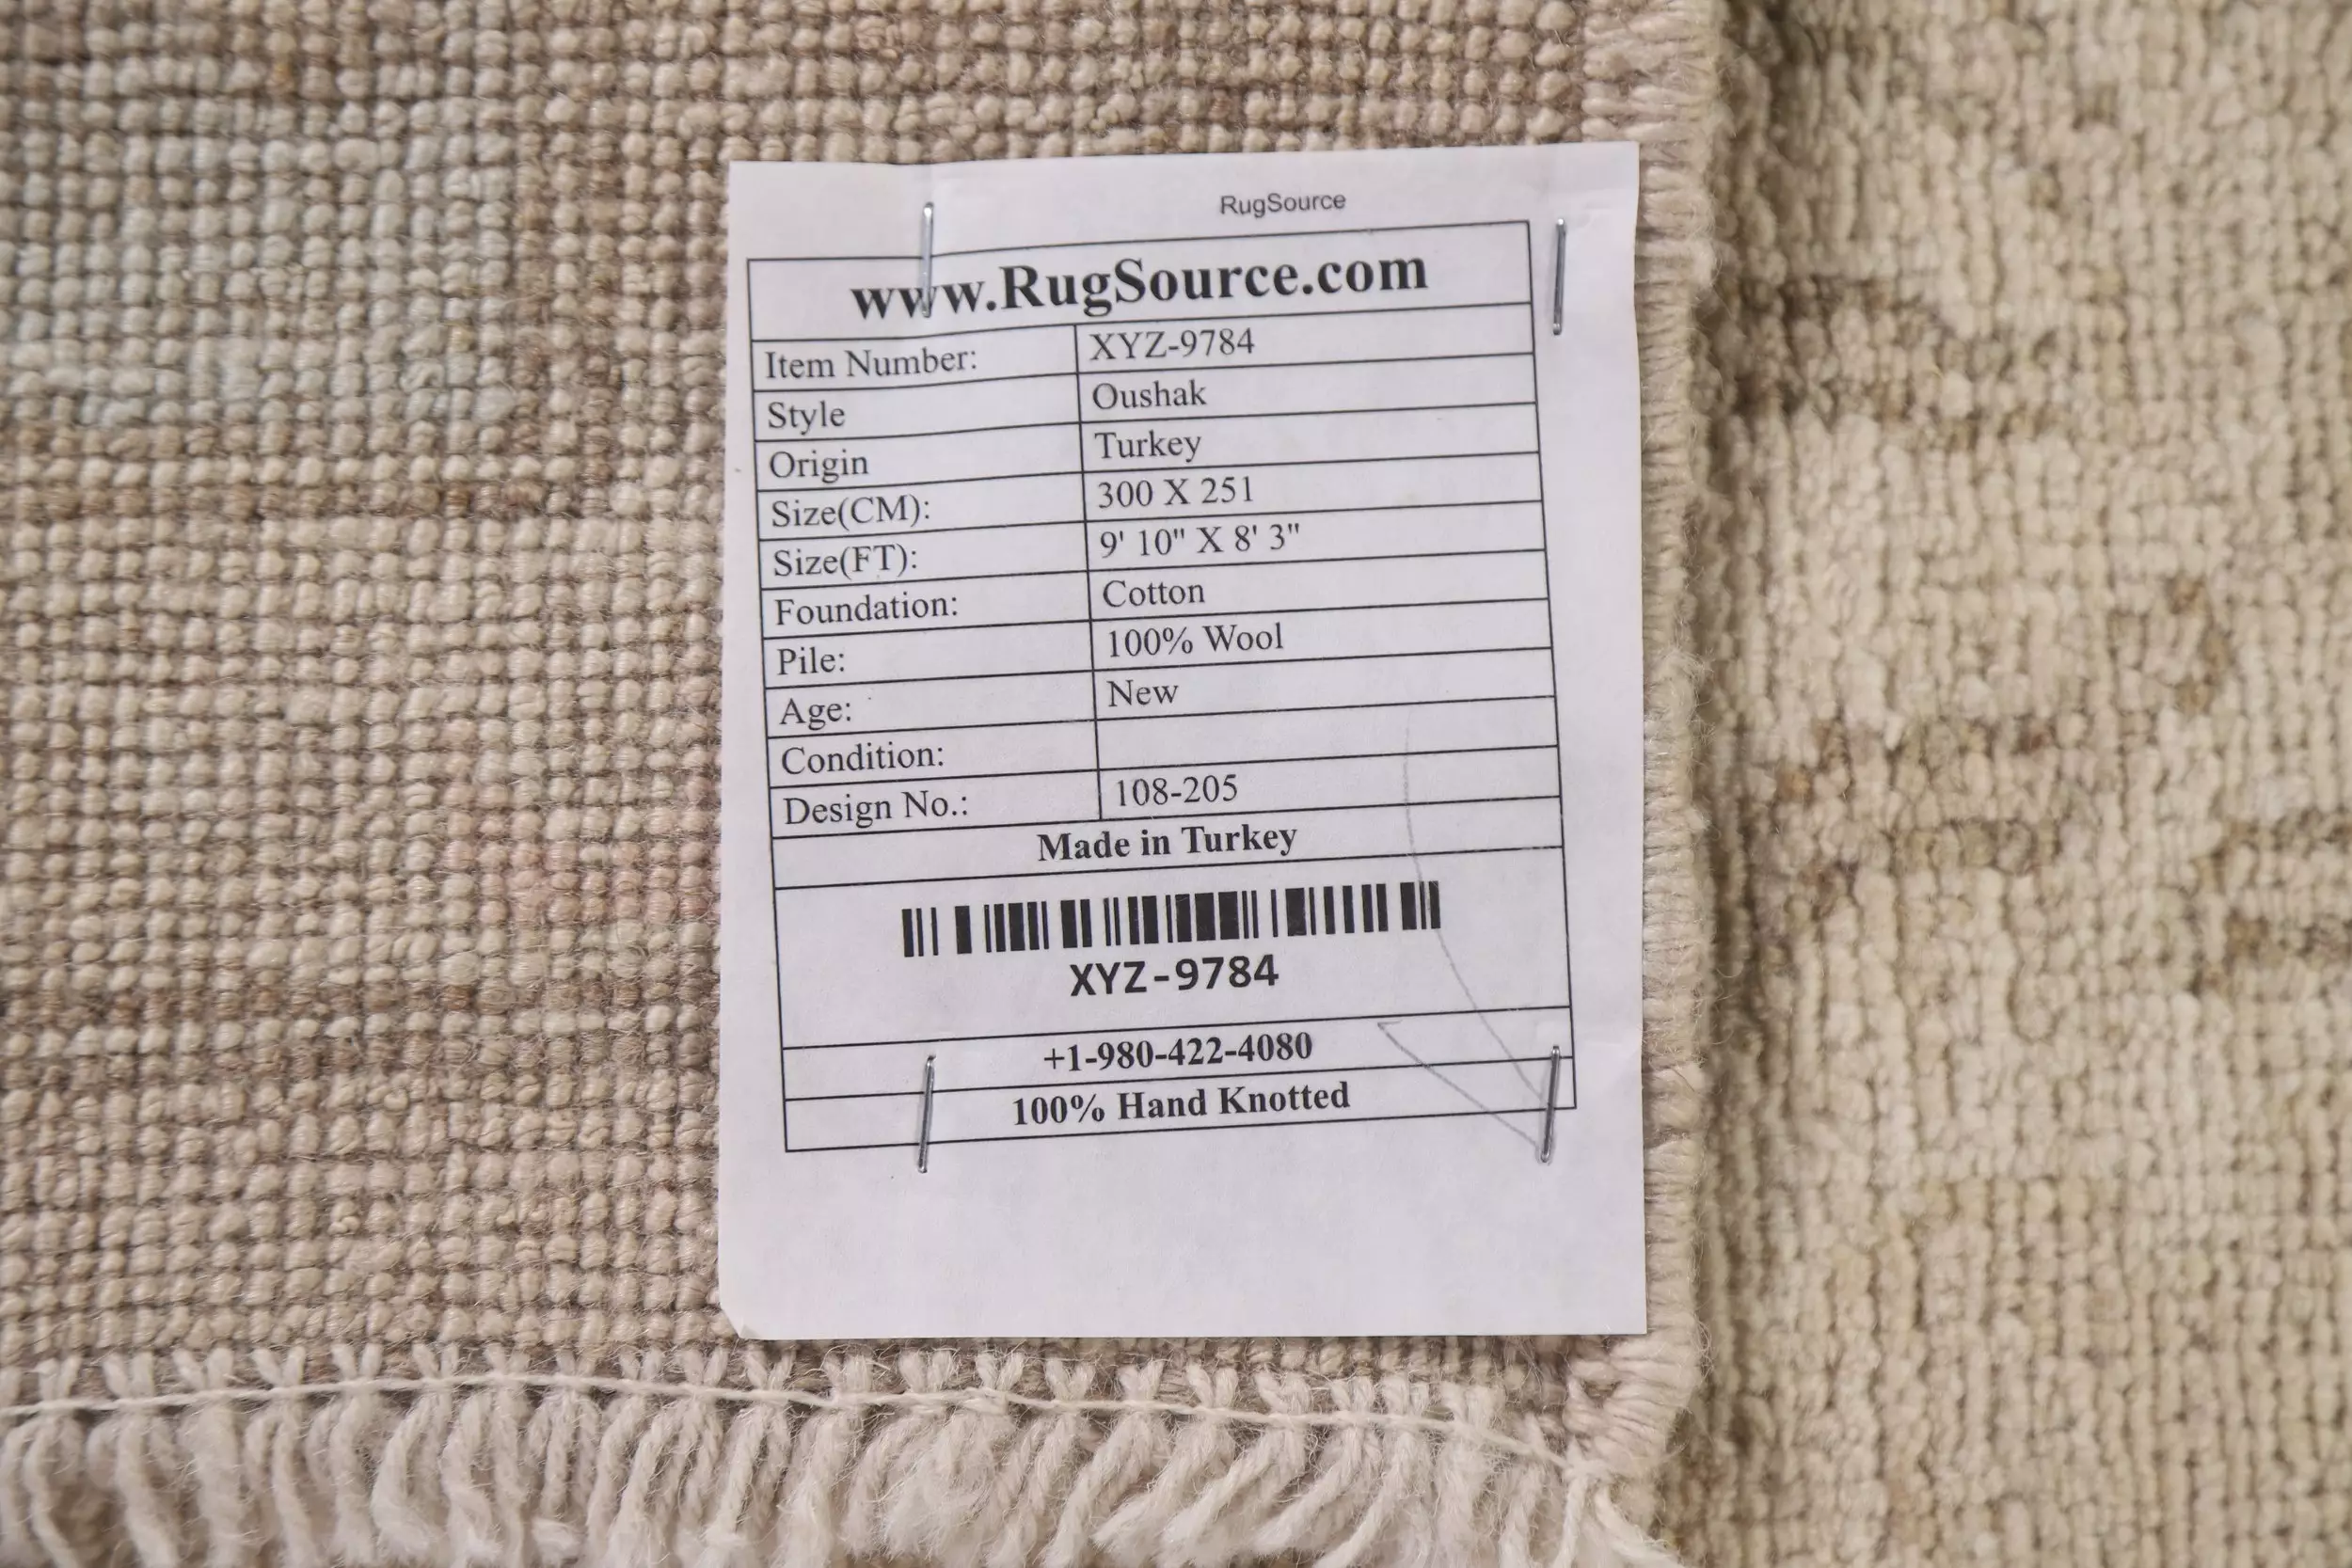 RugSource
www.RugSource.com
Item Number: XYZ-9784
Style Oushak
Origin Turkey
Size(CM): 300 X 251
Size(FT): 9' 10" X 8' 3"
Foundation: Cotton
Pile: 100% Wool
Age: New
Condition:
Design No.: 108-205
Made in Turkey
XYZ-9784
+1-980-422-4080
100% Hand Knotted